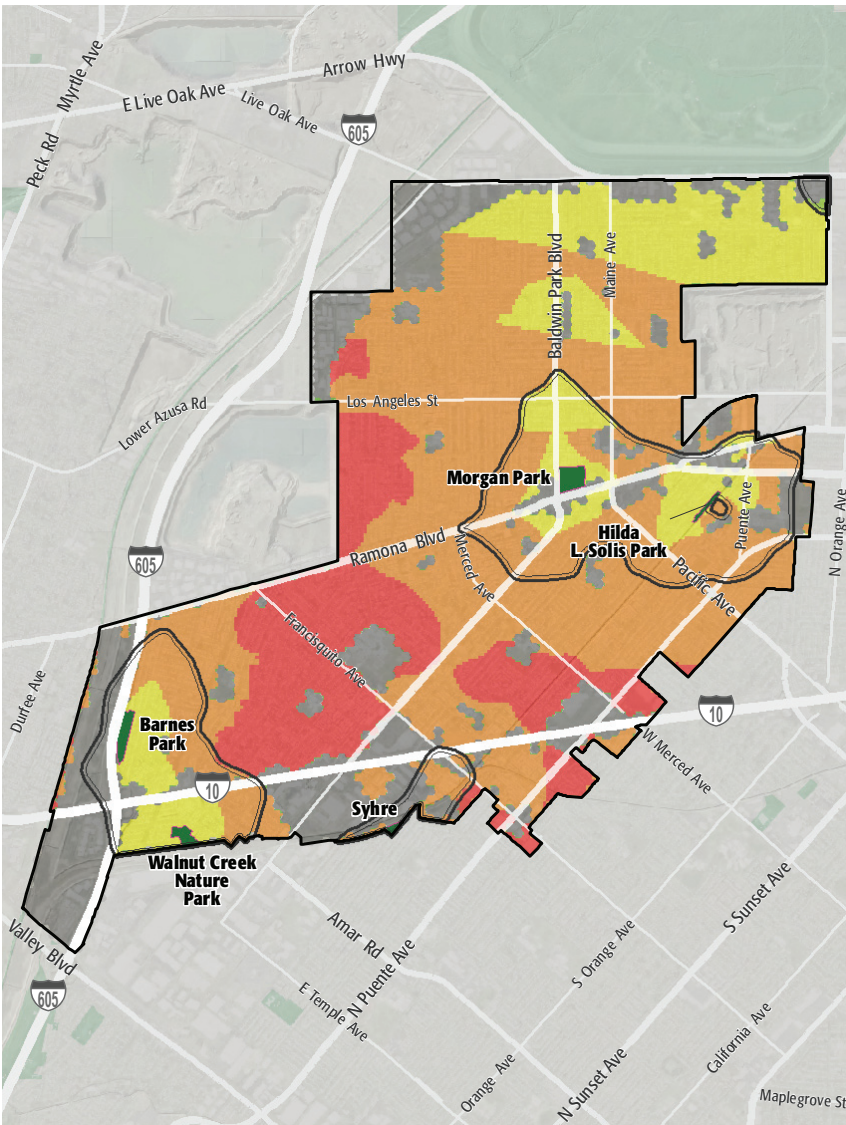 Myrtle Ave
Arrow Hwy
E Live Oak Ave
Live Oak Ave
605
Peck Rd
Baldwin Park Blvd
Maine Ave
Los Angeles St
Lower Azusa Rd
Morgan Park
Hilda
L. Solis Park
Puente Ave
N Orange Ave
Ramona Blvd
Merced Ave
Pacific Ave
605
Francisquito Ave
Durfee Ave
Barnes
Park
10
10
W Merced Ave
Syhre
Walnut Creek
Nature
Park
Valley Blvd
Amar Rd
S Sunset Ave
N Puente Ave
S Orange Ave
605
E Temple Ave
California Ave
Orange Ave
N Sunset Ave
Maplegrove St